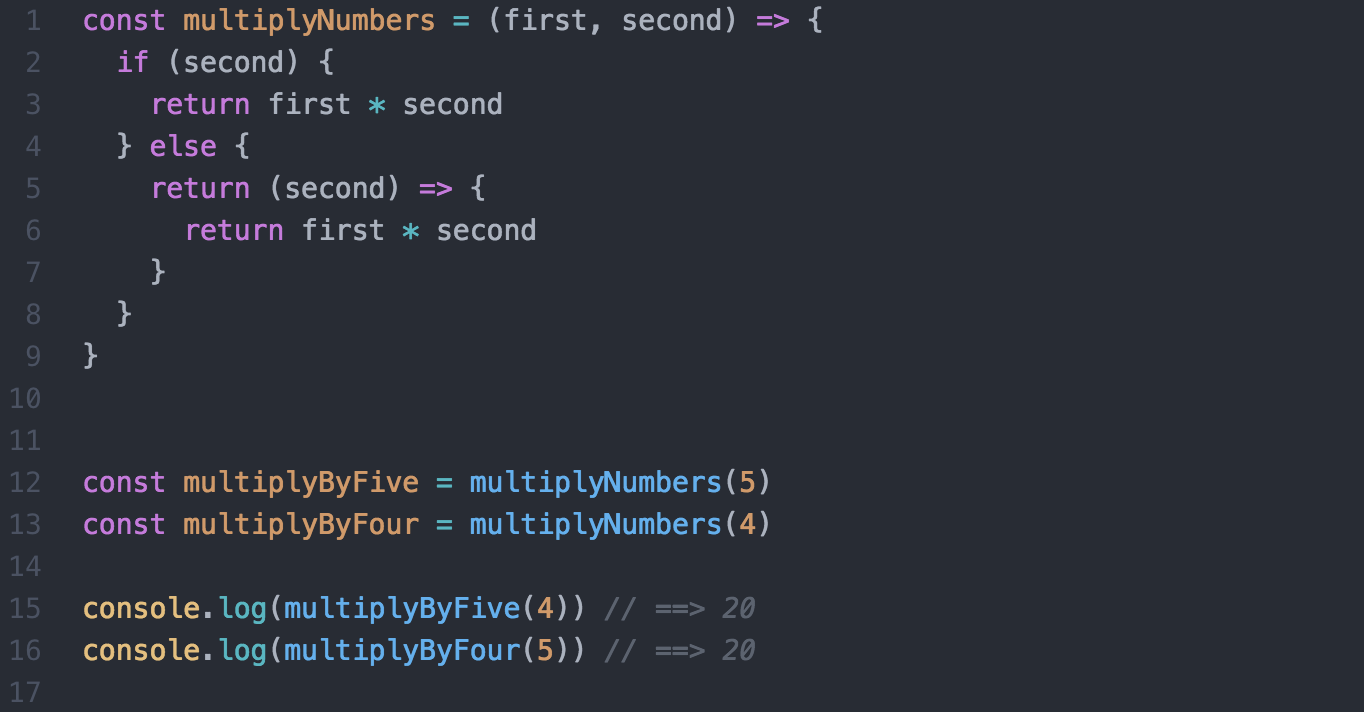 1 const multiplyNumbers = (first, second) => {
2   if (second) {
3     return first * second
4   } else {
5     return (second) => {
6       return first * second
7     }
8   }
9 }
10
11
12 const multiplyByFive = multiplyNumbers(5)
13 const multiplyByFour = multiplyNumbers(4)
14
15 console.log(multiplyByFive(4)) // ==> 20
16 console.log(multiplyByFour(5)) // ==> 20
17